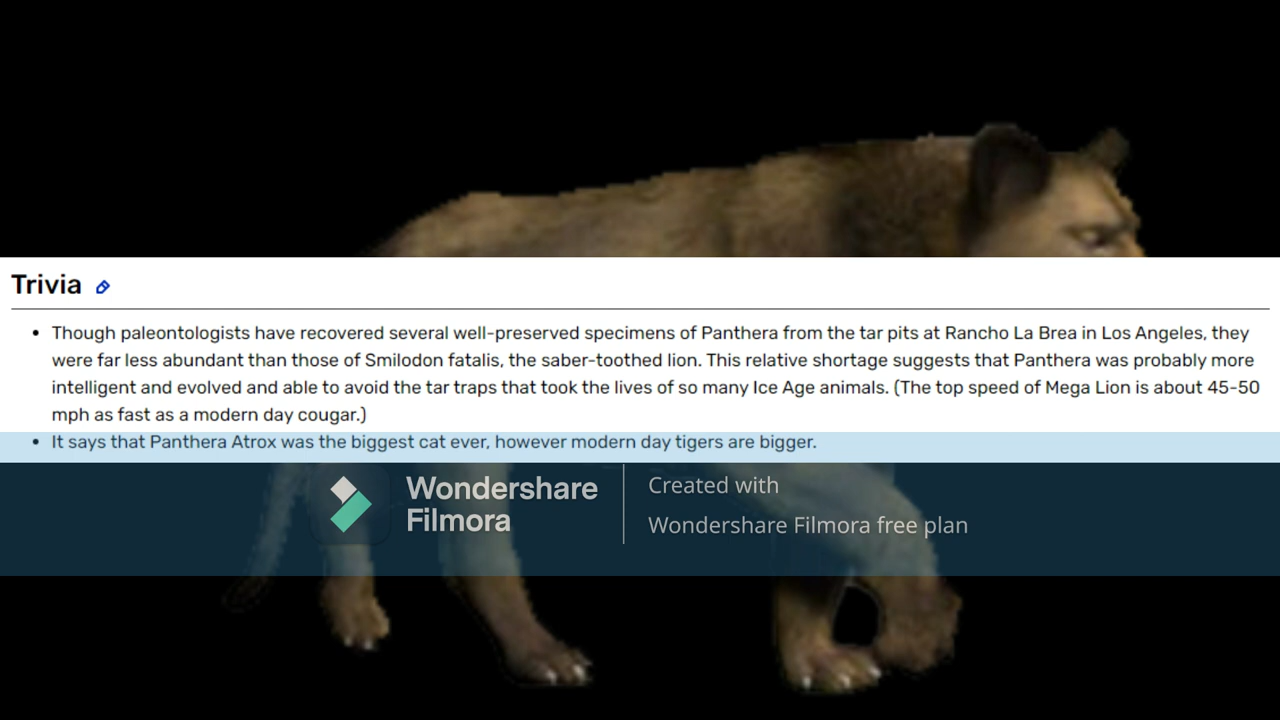 Trivia
• Though paleontologists have recovered several well-preserved specimens of Panthera from the tar pits at Rancho La Brea in Los Angeles, they
were far less abundant than those of Smilodon fatalis, the saber-toothed lion. This relative shortage suggests that Panthera was probably more
intelligent and evolved and able to avoid the tar traps that took the lives of so many Ice Age animals. (The top speed of Mega Lion is about 45-50
mph as fast as a modern day cougar.)
• It says that Panthera Atrox was the biggest cat ever, however modern day tigers are bigger.
Wondershare
Filmora
Created with
Wondershare Filmora free plan